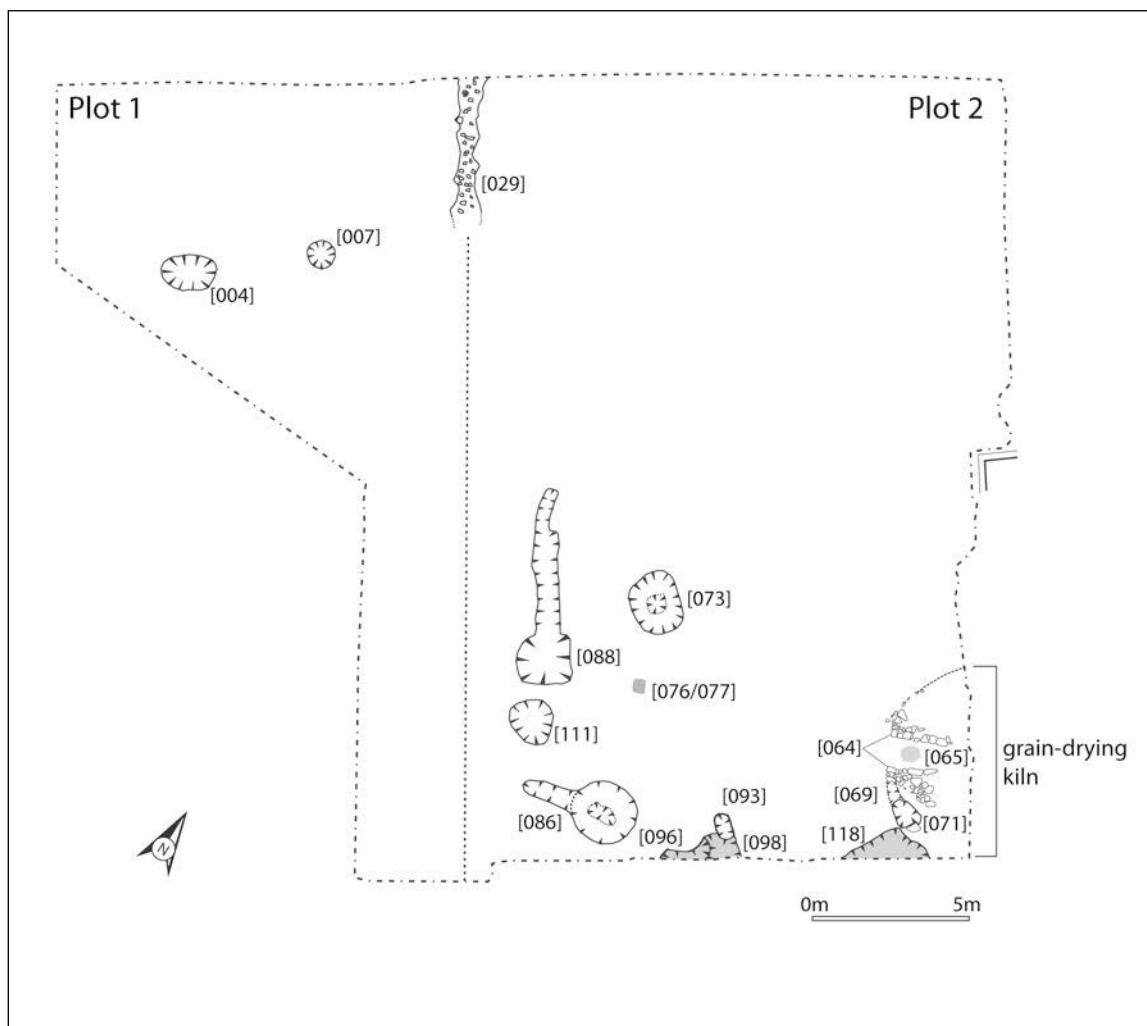 Plot 1
Plot 2
[029]
[007]
[004]
[073]
[088]
[076/077]
[111]
[064]
[065]
grain-drying
kiln
[069]
[093]
[086]
[071]
[096]
[098]
[118]
N
0m 5m